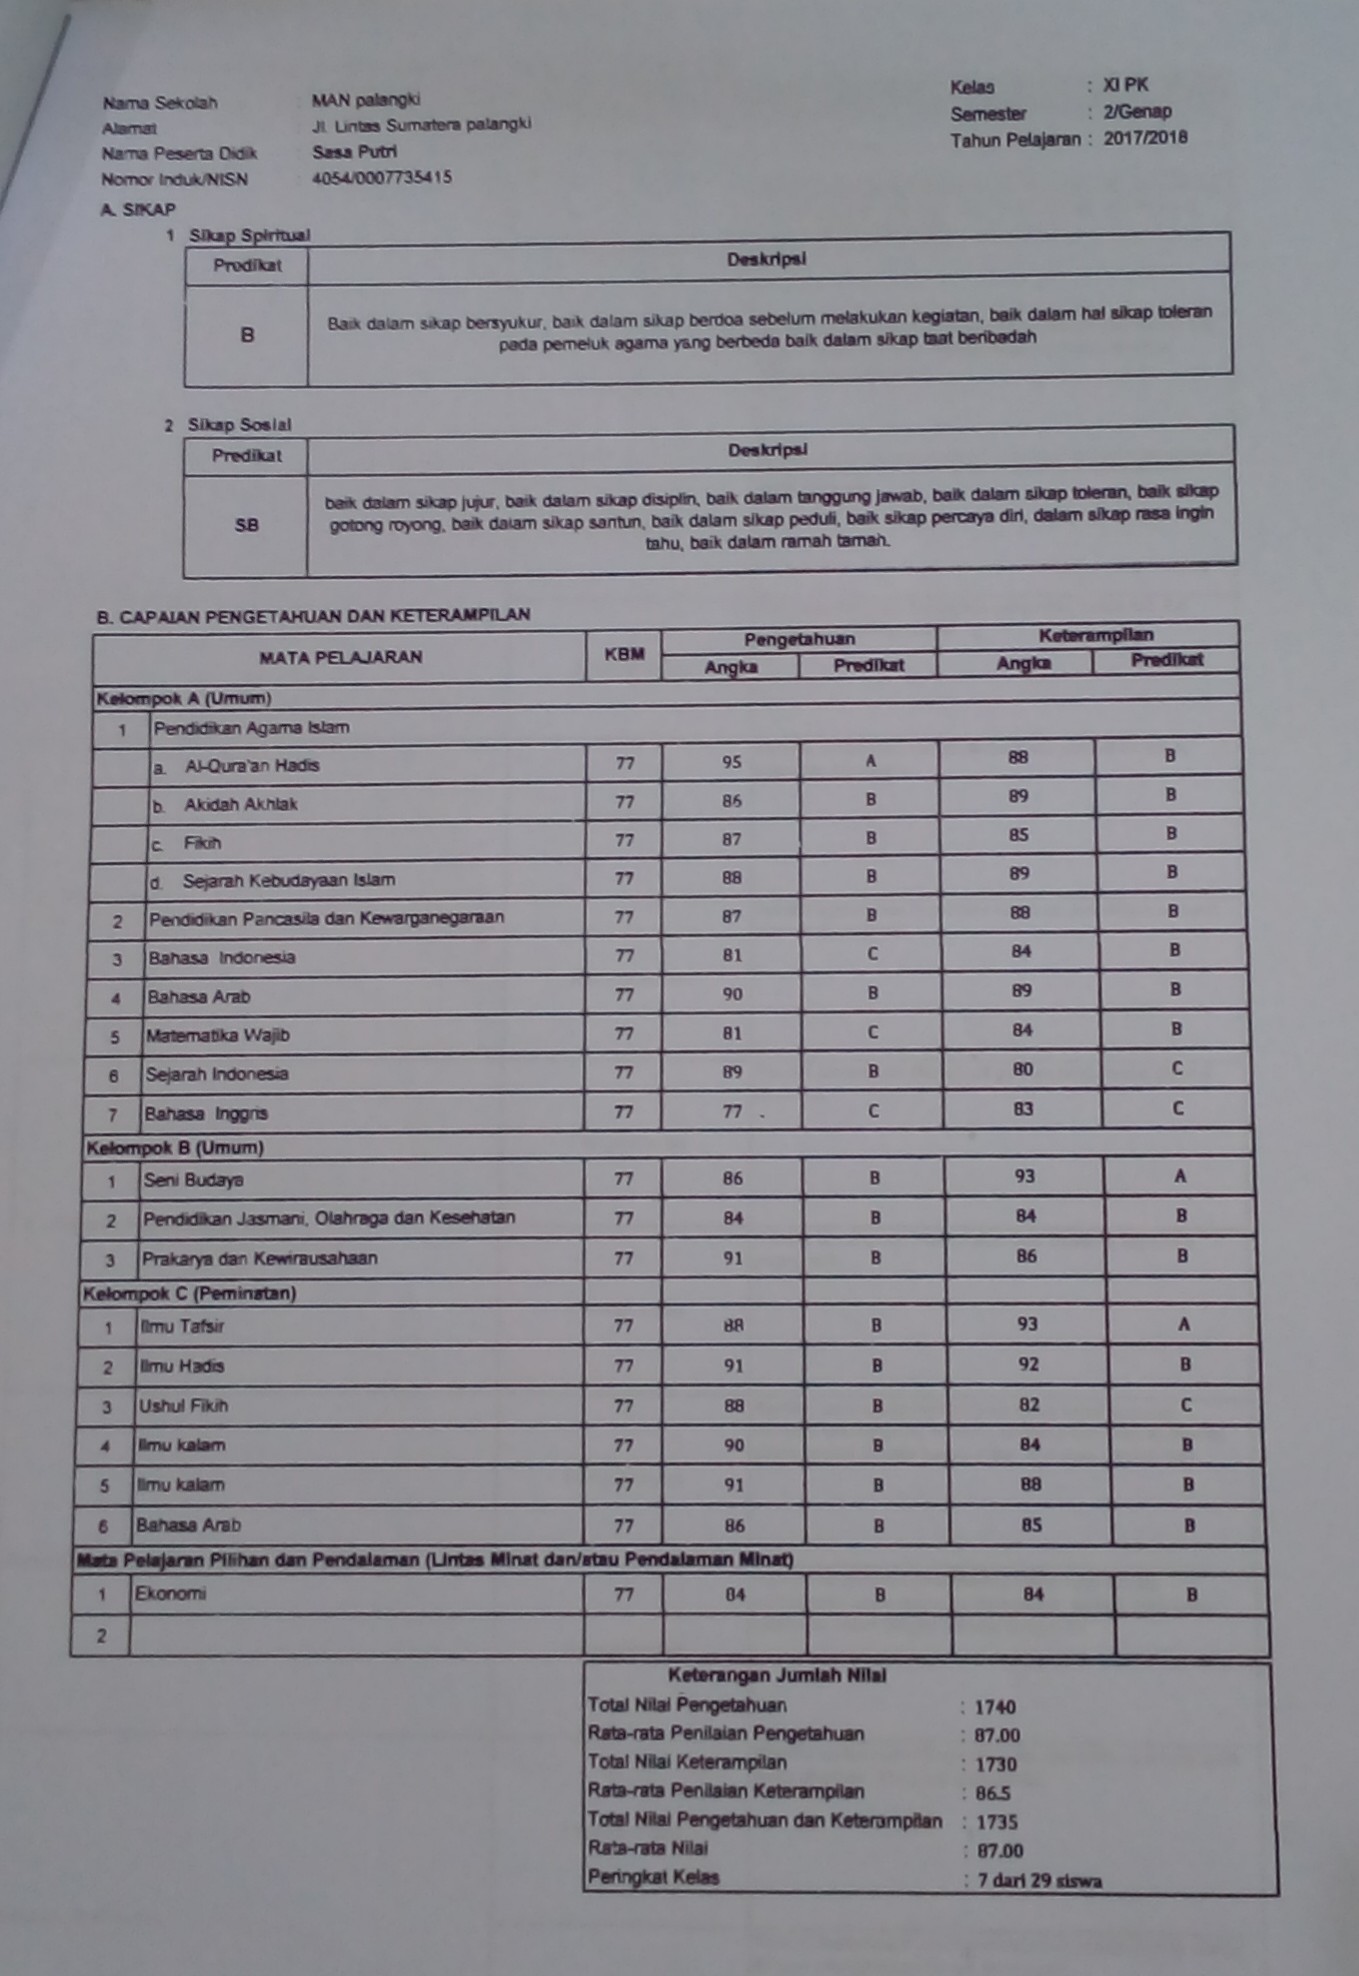 Nama Sekolah : MAN palangki
Alamat : Jl. Lintas Sumatera palangki
Nama Peserta Didik : Sasa Putri
Nomor Induk/NISN : 4054/0007735415
Kelas : XI PK
Semester : 2/Genap
Tahun Pelajaran : 2017/2018
A. SIKAP
1 Sikap Spiritual
Predikat Deskripsi
B
Baik dalam sikap bersyukur, baik dalam sikap berdoa sebelum melakukan kegiatan, baik dalam hal sikap toleran
pada pemeluk agama yang berbeda baik dalam sikap taat beribadah
2 Sikap Sosial
Predikat Deskripsi
SB
baik dalam sikap jujur, baik dalam sikap disiplin, baik dalam tanggung jawab, baik dalam sikap toleran, baik sikap
gotong royong, baik dalam sikap santun, baik dalam sikap peduli, baik sikap percaya diri, dalam sikap rasa ingin
tahu, baik dalam ramah tamah.
B. CAPAIAN PENGETAHUAN DAN KETERAMPILAN
MATA PELAJARAN KBM Pengetahuan Keterampilan
Angka Predikat Angka Predikat
Kelompok A (Umum)
1 Pendidikan Agama Islam
a. Al-Qura'an Hadis 77 95 A 88 B
b. Akidah Akhlak 77 86 B 89 B
c. Fikih 77 87 B 85 B
d. Sejarah Kebudayaan Islam 77 88 B 89 B
2 Pendidikan Pancasila dan Kewarganegaraan 77 87 B 88 B
3 Bahasa Indonesia 77 81 C 84 B
4 Bahasa Arab 77 90 B 89 B
5 Matematika Wajib 77 81 C 84 B
6 Sejarah Indonesia 77 89 B 80 C
7 Bahasa Inggris 77 77 C 83 C
Kelompok B (Umum)
1 Seni Budaya 77 86 B 93 A
2 Pendidikan Jasmani, Olahraga dan Kesehatan 77 84 B 84 B
3 Prakarya dan Kewirausahaan 77 91 B 86 B
Kelompok C (Peminatan)
1 Ilmu Tafsir 77 88 B 93 A
2 Ilmu Hadis 77 91 B 92 B
3 Ushul Fikih 77 88 B 82 C
4 Ilmu kalam 77 90 B 84 B
5 Ilmu kalam 77 91 B 88 B
6 Bahasa Arab 77 86 B 85 B
Mata Pelajaran Pilihan dan Pendalaman (Lintas Minat dan/atau Pendalaman Minat)
1 Ekonomi 77 84 B 84 B
2
Keterangan Jumlah Nilai
Total Nilai Pengetahuan : 1740
Rata-rata Penilaian Pengetahuan : 87.00
Total Nilai Keterampilan : 1730
Rata-rata Penilaian Keterampilan : 86.5
Total Nilai Pengetahuan dan Keterampilan : 1735
Rata-rata Nilai : 87.00
Peringkat Kelas : 7 dari 29 siswa